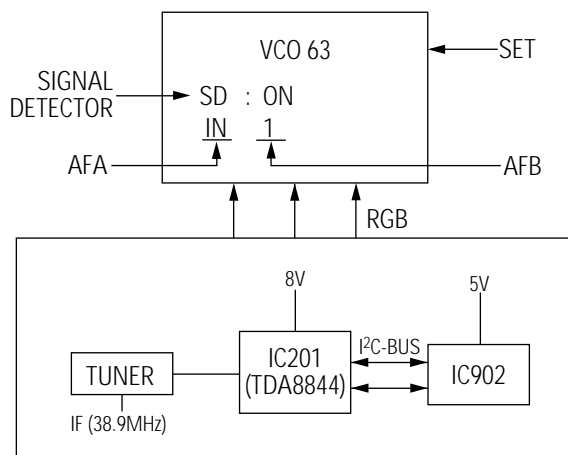 VCO 63
SET
SIGNAL
DETECTOR
SD : ON
IN 1
AFA
AFB
RGB
8V
5V
I²C-BUS
TUNER
IC201
(TDA8844)
IC902
IF (38.9MHz)